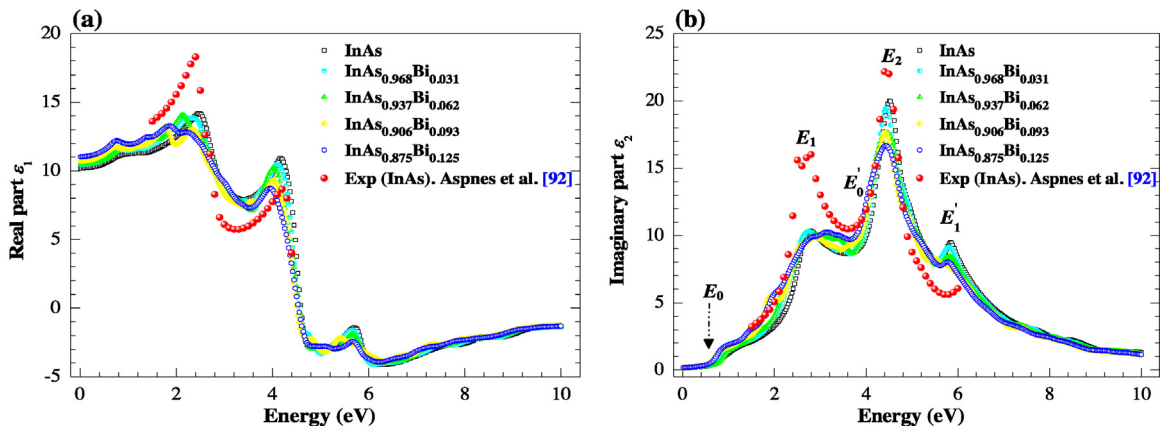 (a)
20
15
10
5
0
-5
Real part ε₁
InAs
InAs₀.₉₆₈Bi₀.₀₃₁
InAs₀.₉₃₇Bi₀.₀₆₂
InAs₀.₉₀₆Bi₀.₀₉₃
InAs₀.₈₇₅Bi₀.₁₂₅
Exp (InAs). Aspnes et al. [92]
0 2 4 6 8 10
Energy (eV)
(b)
25
20
15
10
5
0
Imaginary part ε₂
E₂
E₁
E₀'
E₁'
E₀
InAs
InAs₀.₉₆₈Bi₀.₀₃₁
InAs₀.₉₃₇Bi₀.₀₆₂
InAs₀.₉₀₆Bi₀.₀₉₃
InAs₀.₈₇₅Bi₀.₁₂₅
Exp (InAs). Aspnes et al. [92]
0 2 4 6 8 10
Energy (eV)